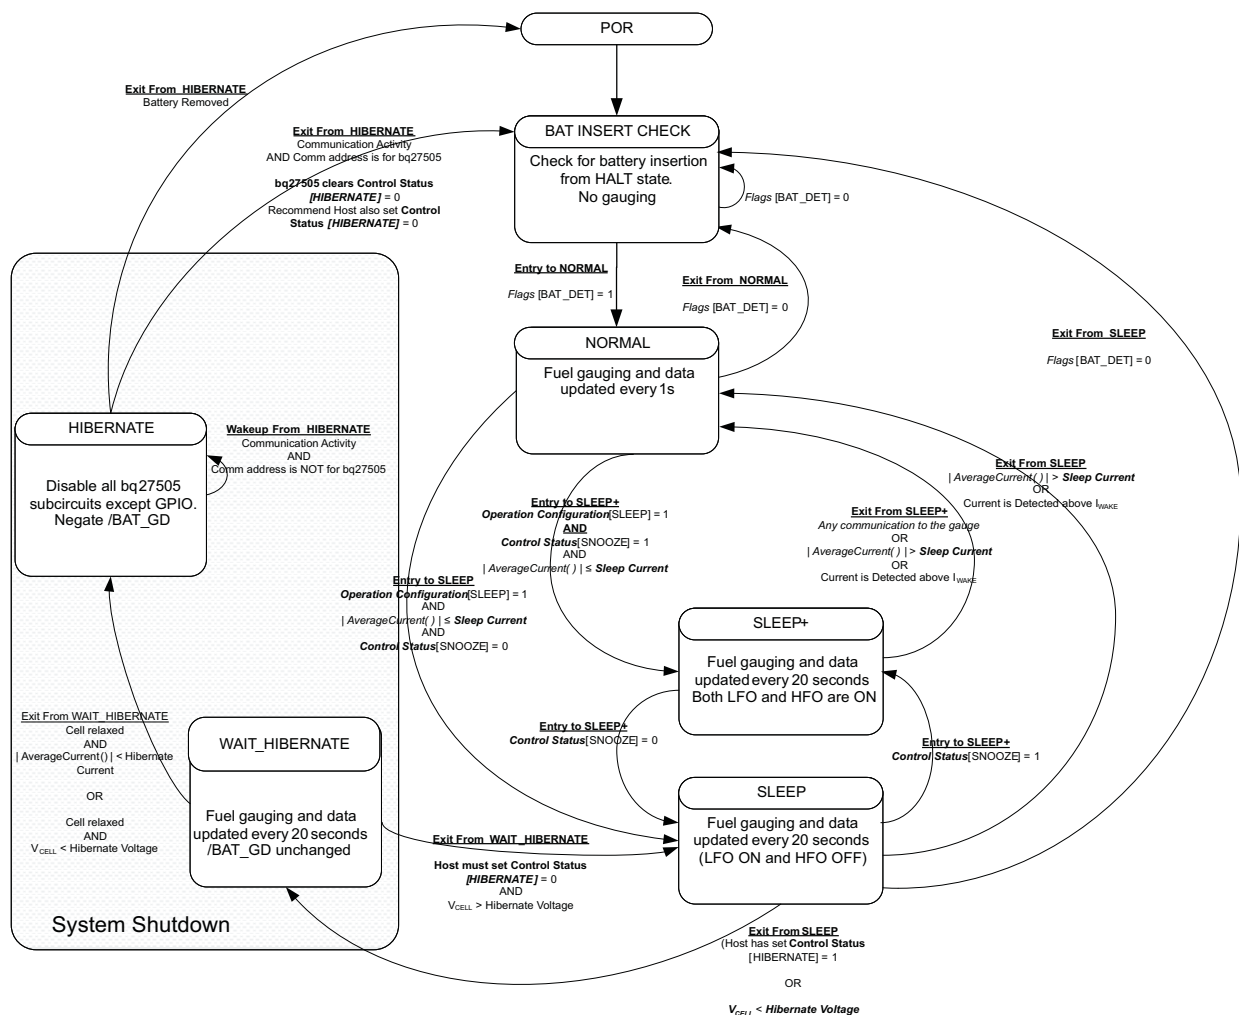 POR
Exit From HIBERNATE
Battery Removed
Exit From HIBERNATE
Communication Activity
AND Comm address is for bq27505
bq27505 clears Control Status
[HIBERNATE] = 0
Recommend Host also set Control
Status [HIBERNATE] = 0
BAT INSERT CHECK
Check for battery insertion
from HALT state.
No gauging
Flags [BAT_DET] = 0
Entry to NORMAL
Flags [BAT_DET] = 1
Exit From NORMAL
Flags [BAT_DET] = 0
Exit From SLEEP
Flags [BAT_DET] = 0
NORMAL
Fuel gauging and data
updated every 1s
HIBERNATE
Disable all bq27505
subcircuits except GPIO.
Negate /BAT_GD
Wakeup From HIBERNATE
Communication Activity
AND
Comm address is NOT for bq27505
Exit From SLEEP
| AverageCurrent( ) | > Sleep Current
OR
Current is Detected above IWAKE
Entry to SLEEP+
Operation Configuration[SLEEP] = 1
AND
Control Status[SNOOZE] = 1
AND
| AverageCurrent( ) | ≤ Sleep Current
Exit From SLEEP+
Any communication to the gauge
OR
| AverageCurrent( ) | > Sleep Current
OR
Current is Detected above IWAKE
Entry to SLEEP
Operation Configuration[SLEEP] = 1
AND
| AverageCurrent( ) | ≤ Sleep Current
AND
Control Status[SNOOZE] = 0
SLEEP+
Fuel gauging and data
updated every 20 seconds
Both LFO and HFO are ON
Entry to SLEEP+
Control Status[SNOOZE] = 0
Entry to SLEEP+
Control Status[SNOOZE] = 1
Exit From WAIT_HIBERNATE
Cell relaxed
AND
| AverageCurrent() | < Hibernate
Current
OR
Cell relaxed
AND
VCELL < Hibernate Voltage
WAIT_HIBERNATE
Fuel gauging and data
updated every 20 seconds
/BAT_GD unchanged
SLEEP
Fuel gauging and data
updated every 20 seconds
(LFO ON and HFO OFF)
Exit From WAIT_HIBERNATE
Host must set Control Status
[HIBERNATE] = 0
AND
VCELL > Hibernate Voltage
System Shutdown
Exit From SLEEP
(Host has set Control Status
[HIBERNATE] = 1
OR
VCELL < Hibernate Voltage